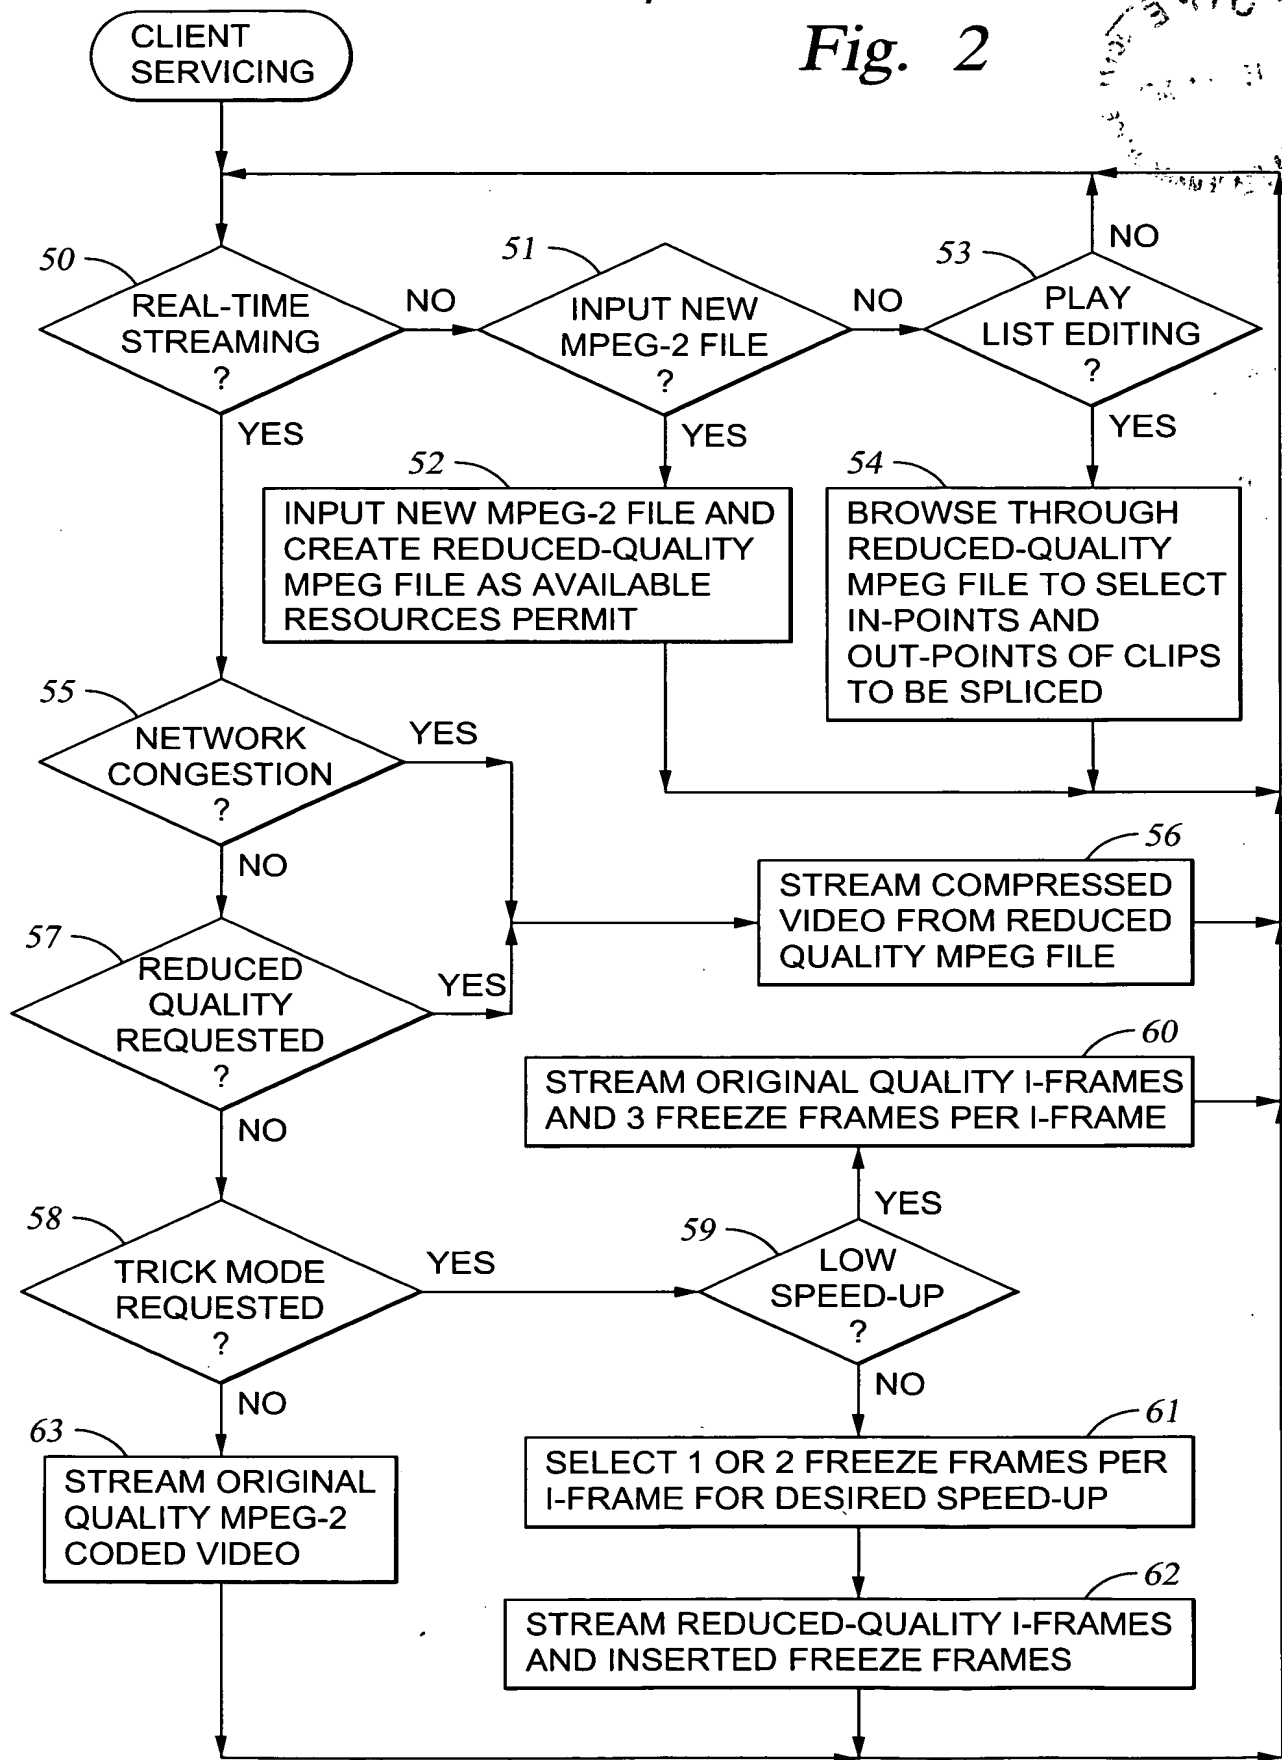 Fig. 2
CLIENT
SERVICING
50
REAL-TIME
STREAMING
?
NO
YES
51
INPUT NEW
MPEG-2 FILE
?
NO
YES
53
PLAY
LIST EDITING
?
NO
YES
52
INPUT NEW MPEG-2 FILE AND
CREATE REDUCED-QUALITY
MPEG FILE AS AVAILABLE
RESOURCES PERMIT
54
BROWSE THROUGH
REDUCED-QUALITY
MPEG FILE TO SELECT
IN-POINTS AND
OUT-POINTS OF CLIPS
TO BE SPLICED
55
NETWORK
CONGESTION
?
YES
NO
56
STREAM COMPRESSED
VIDEO FROM REDUCED
QUALITY MPEG FILE
57
REDUCED
QUALITY
REQUESTED
?
YES
NO
60
STREAM ORIGINAL QUALITY I-FRAMES
AND 3 FREEZE FRAMES PER I-FRAME
58
TRICK MODE
REQUESTED
?
YES
NO
59
LOW
SPEED-UP
?
YES
NO
61
SELECT 1 OR 2 FREEZE FRAMES PER
I-FRAME FOR DESIRED SPEED-UP
63
STREAM ORIGINAL
QUALITY MPEG-2
CODED VIDEO
62
STREAM REDUCED-QUALITY I-FRAMES
AND INSERTED FREEZE FRAMES